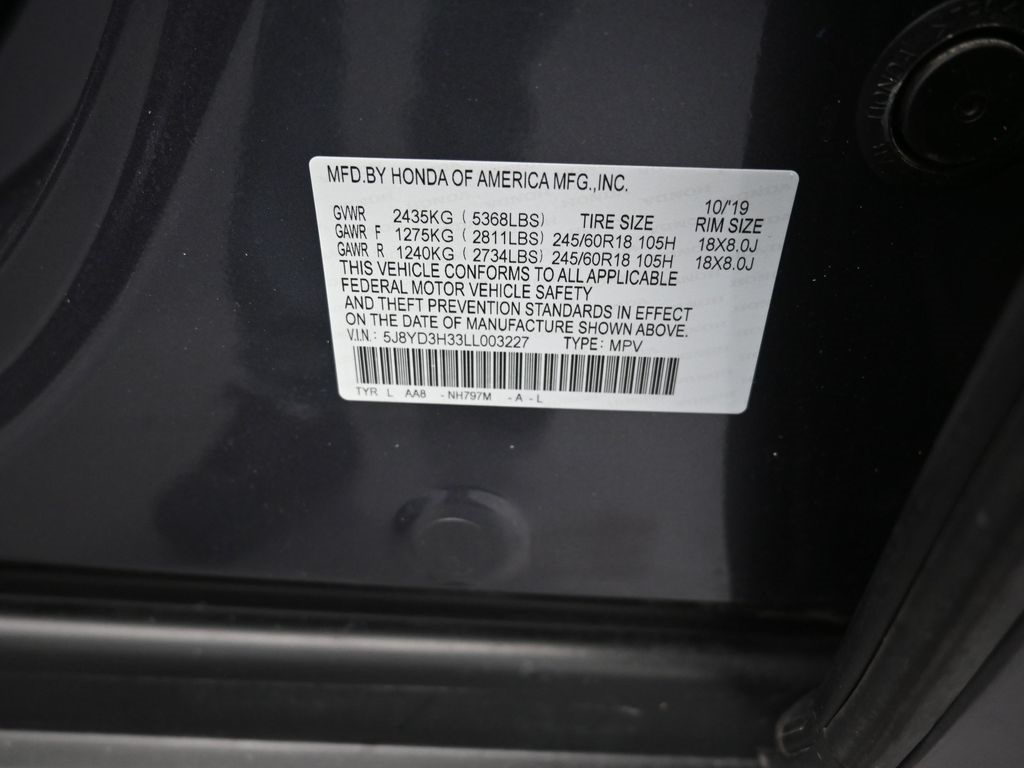 MFD.BY HONDA OF AMERICA MFG.,INC.
10/'19
GVWR 2435KG ( 5368LBS) TIRE SIZE RIM SIZE
GAWR F 1275KG ( 2811LBS) 245/60R18 105H 18X8.0J
GAWR R 1240KG ( 2734LBS) 245/60R18 105H 18X8.0J
THIS VEHICLE CONFORMS TO ALL APPLICABLE
FEDERAL MOTOR VEHICLE SAFETY
AND THEFT PREVENTION STANDARDS IN EFFECT
ON THE DATE OF MANUFACTURE SHOWN ABOVE.
V.I.N.: 5J8YD3H33LL003227 TYPE: MPV
TYR L AA8 -NH797M -A-L
HONDA